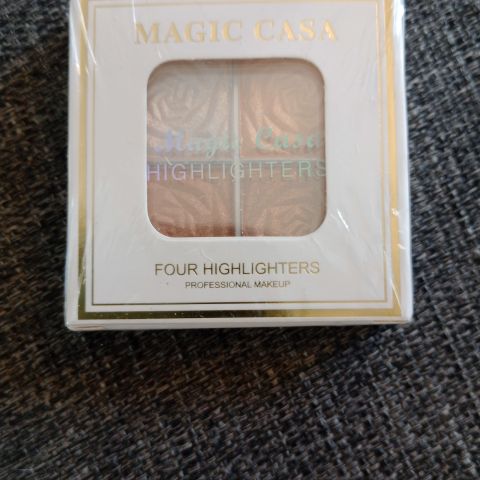 MAGIC CASA
Magic Casa
HIGHLIGHTERS
FOUR HIGHLIGHTERS
PROFESSIONAL MAKEUP